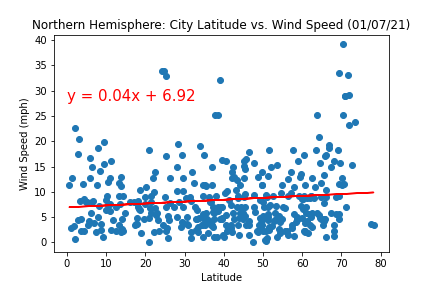 Northern Hemisphere: City Latitude vs. Wind Speed (01/07/21)
40
35
30
25
20
15
10
5
0
Wind Speed (mph)
y = 0.04x + 6.92
0 10 20 30 40 50 60 70 80
Latitude